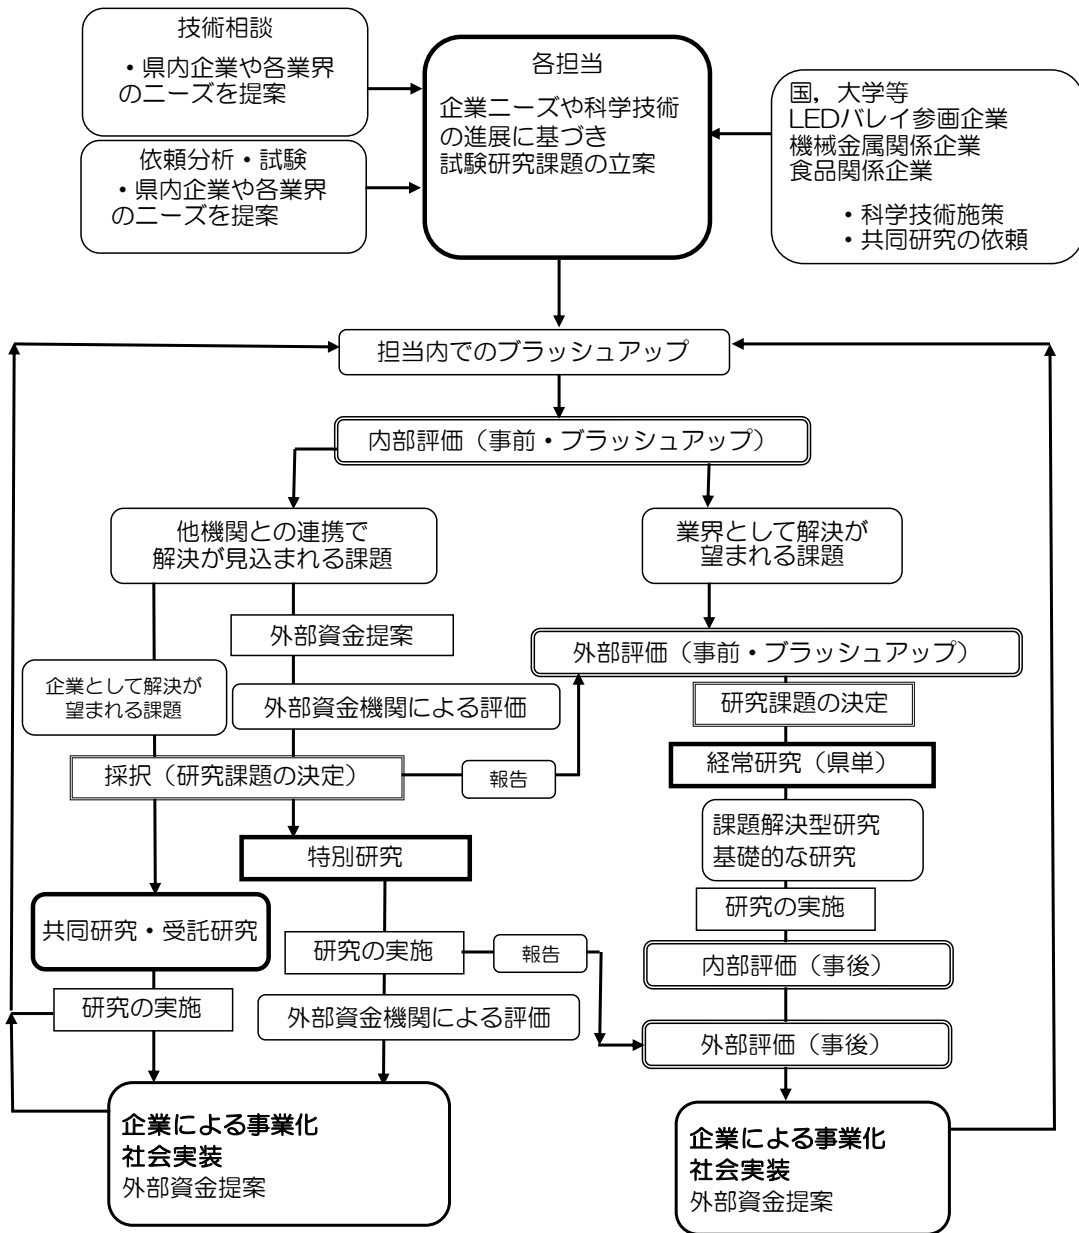 技術相談
・県内企業や各業界
のニーズを提案
依頼分析・試験
・県内企業や各業界
のニーズを提案
各担当
企業ニーズや科学技術
の進展に基づき
試験研究課題の立案
国，大学等
LEDバレイ参画企業
機械金属関係企業
食品関係企業
・科学技術施策
・共同研究の依頼
担当内でのブラッシュアップ
内部評価（事前・ブラッシュアップ）
他機関との連携で
解決が見込まれる課題
業界として解決が
望まれる課題
外部資金提案
外部評価（事前・ブラッシュアップ）
企業として解決が
望まれる課題
外部資金機関による評価
研究課題の決定
採択（研究課題の決定）
報告
経常研究（県単）
特別研究
課題解決型研究
基礎的な研究
共同研究・受託研究
研究の実施
研究の実施
報告
内部評価（事後）
研究の実施
外部資金機関による評価
外部評価（事後）
企業による事業化
社会実装
外部資金提案
企業による事業化
社会実装
外部資金提案